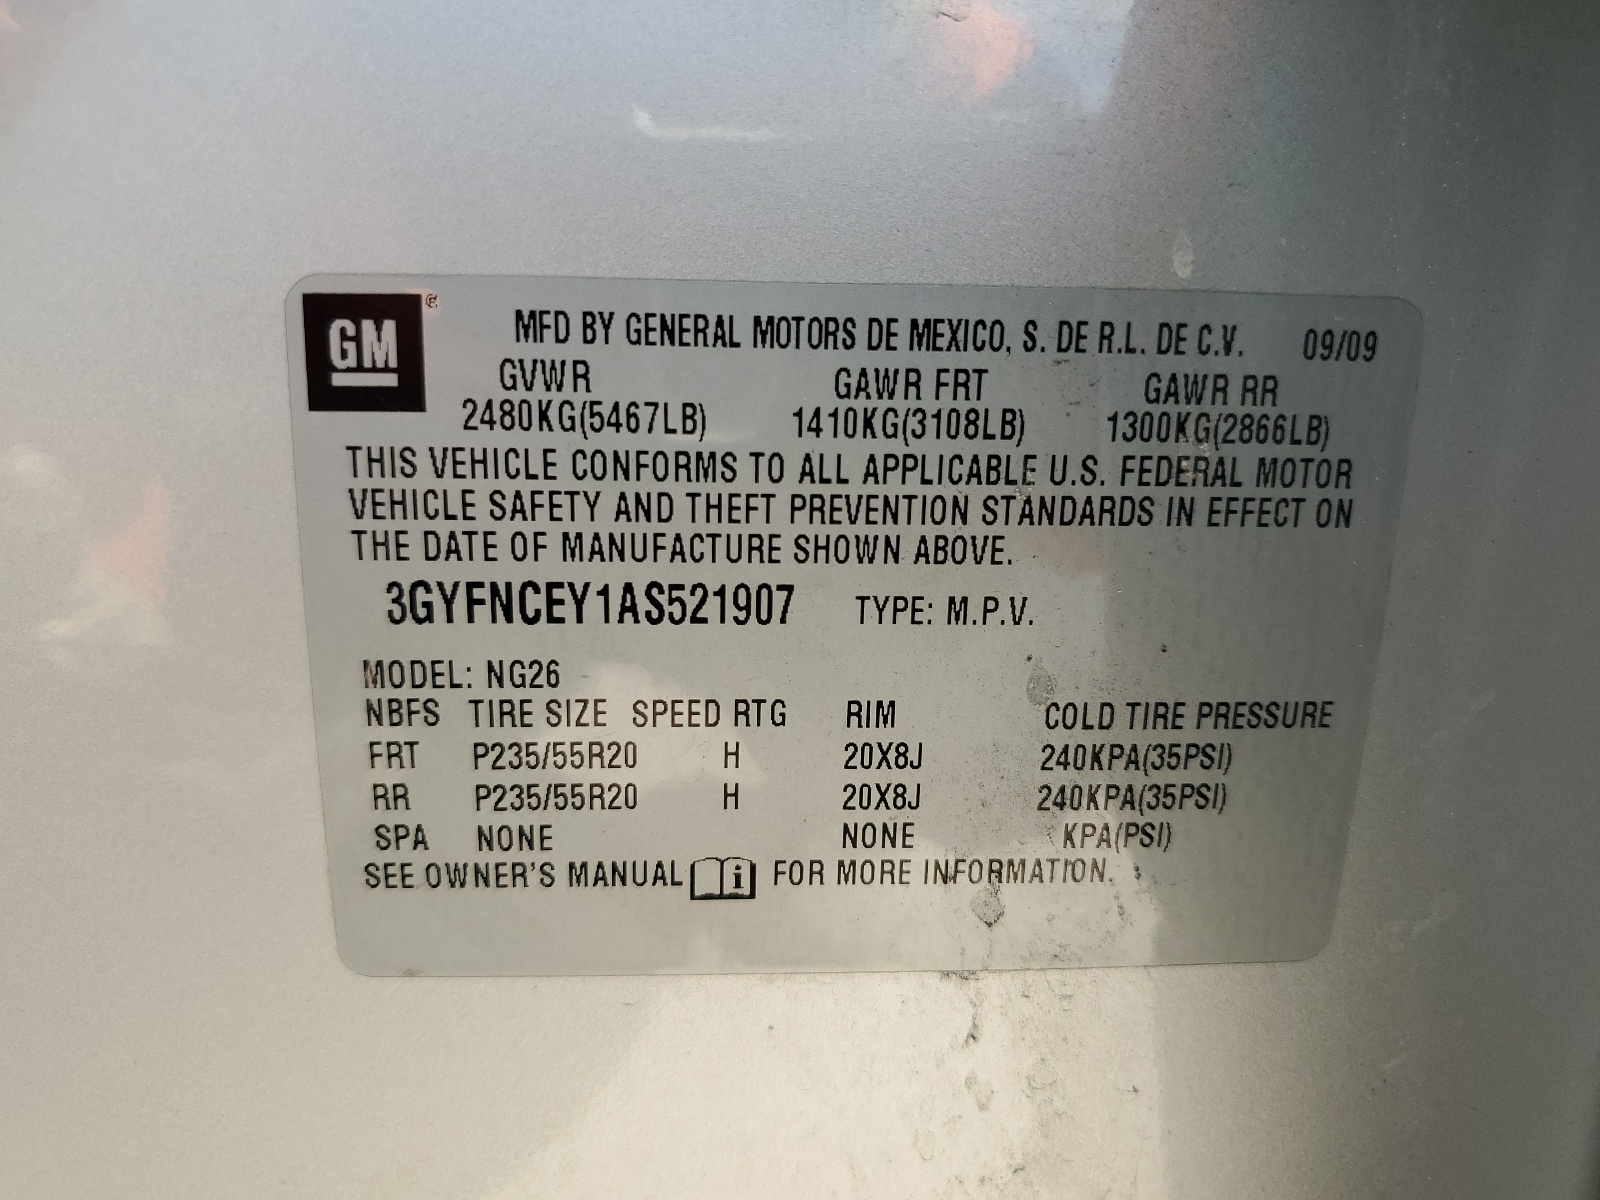 GM
MFD BY GENERAL MOTORS DE MEXICO, S. DE R.L. DE C.V. 09/09
GVWR GAWR FRT GAWR RR
2480KG(5467LB) 1410KG(3108LB) 1300KG(2866LB)
THIS VEHICLE CONFORMS TO ALL APPLICABLE U.S. FEDERAL MOTOR
VEHICLE SAFETY AND THEFT PREVENTION STANDARDS IN EFFECT ON
THE DATE OF MANUFACTURE SHOWN ABOVE.
3GYFNCEY1AS521907 TYPE: M.P.V.
MODEL: NG26
NBFS TIRE SIZE SPEED RTG RIM COLD TIRE PRESSURE
FRT P235/55R20 H 20X8J 240KPA(35PSI)
RR P235/55R20 H 20X8J 240KPA(35PSI)
SPA NONE NONE KPA(PSI)
SEE OWNER'S MANUAL i FOR MORE INFORMATION.